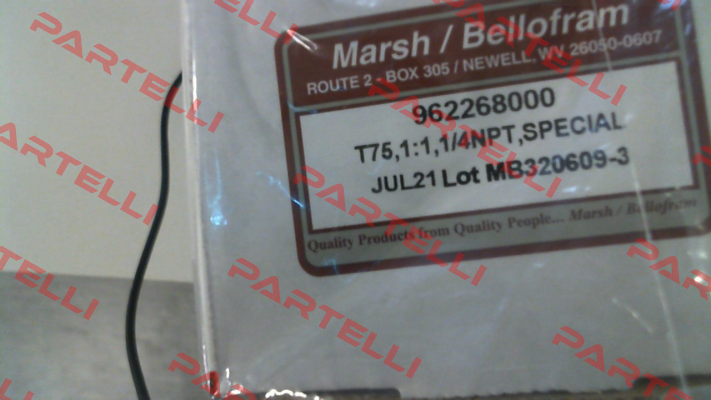 Marsh / Bellofram
ROUTE 2 - BOX 305 / NEWELL, WV 26050-0607
962268000
T75,1:1,1/4NPT,SPECIAL
JUL21 Lot MB320609-3
Quality Products from Quality People... Marsh / Bellofram
PARTELLI
PARTELLI
PARTELLI
PARTELLI
PARTELLI
PARTELLI
PARTELLI
PARTELLI
PARTELLI